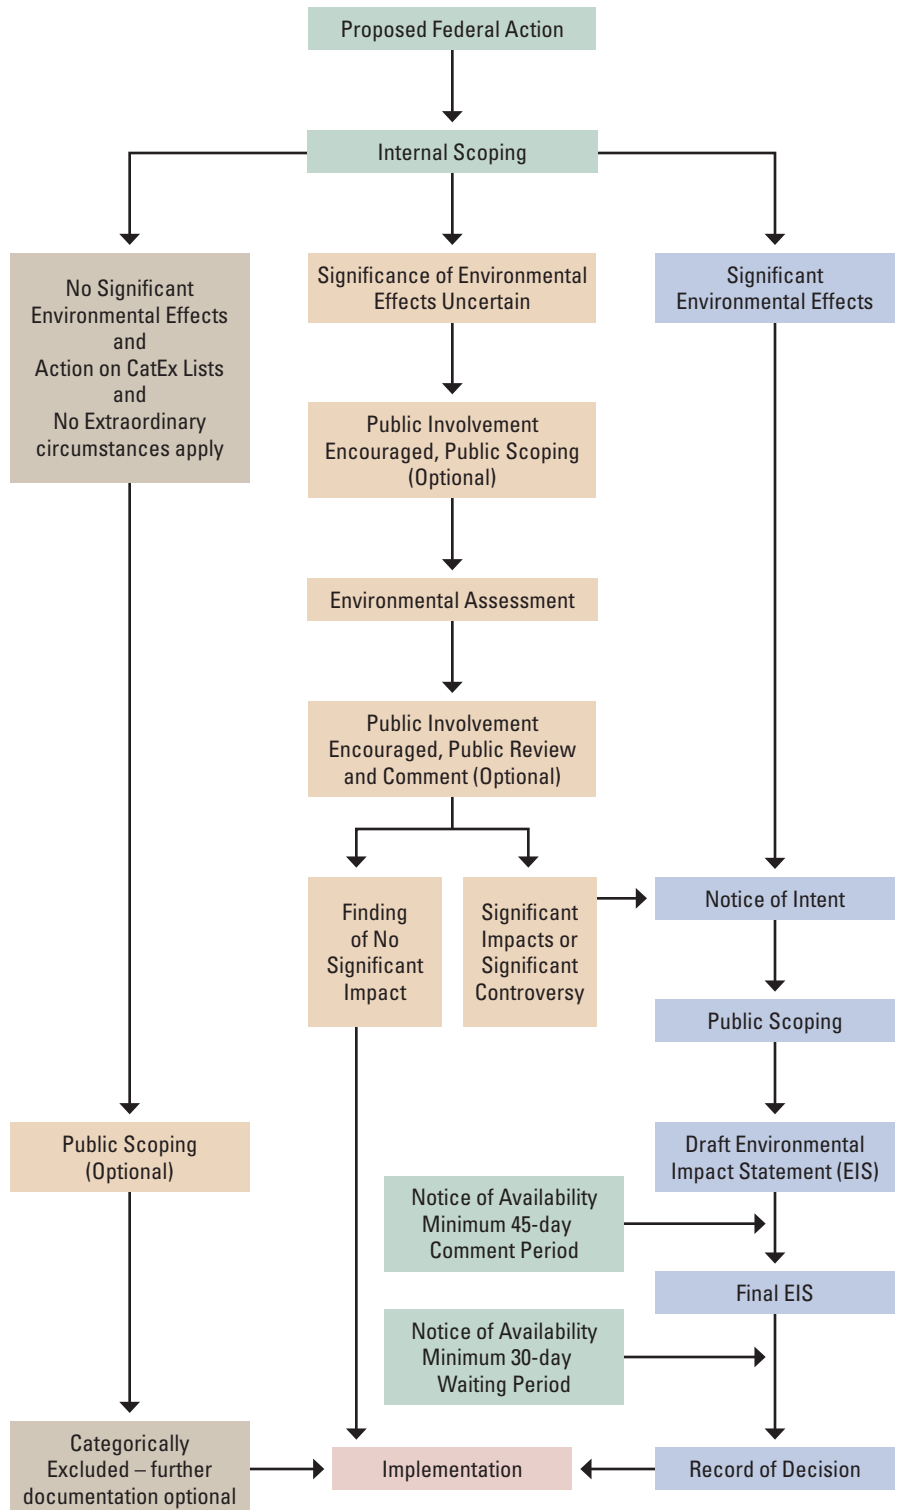 Proposed Federal Action
Internal Scoping
No Significant
Environmental Effects
and
Action on CatEx Lists
and
No Extraordinary
circumstances apply
Significance of Environmental
Effects Uncertain
Significant
Environmental Effects
Public Involvement
Encouraged, Public Scoping
(Optional)
Environmental Assessment
Public Involvement
Encouraged, Public Review
and Comment (Optional)
Finding
of No
Significant
Impact
Significant
Impacts or
Significant
Controversy
Notice of Intent
Public Scoping
Public Scoping
(Optional)
Draft Environmental
Impact Statement (EIS)
Notice of Availability
Minimum 45-day
Comment Period
Final EIS
Notice of Availability
Minimum 30-day
Waiting Period
Categorically
Excluded – further
documentation optional
Implementation
Record of Decision